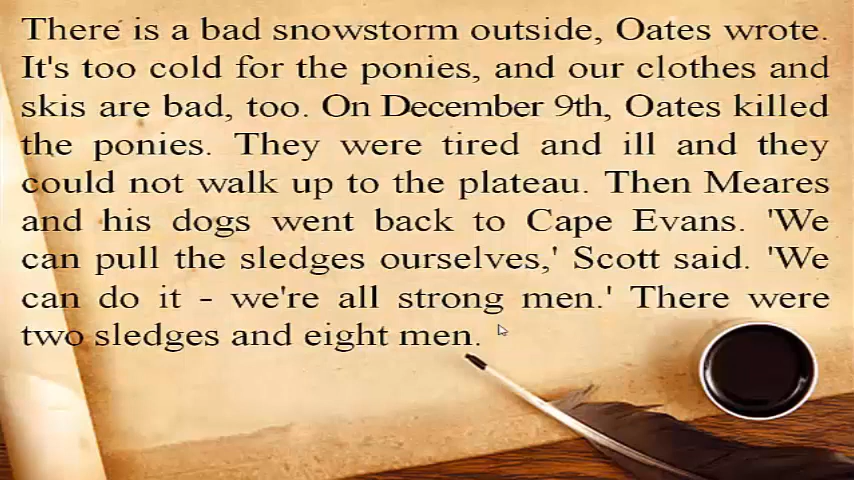 There is a bad snowstorm outside, Oates wrote.
It's too cold for the ponies, and our clothes and
skis are bad, too. On December 9th, Oates killed
the ponies. They were tired and ill and they
could not walk up to the plateau. Then Meares
and his dogs went back to Cape Evans. 'We
can pull the sledges ourselves,' Scott said. 'We
can do it - we're all strong men.' There were
two sledges and eight men.